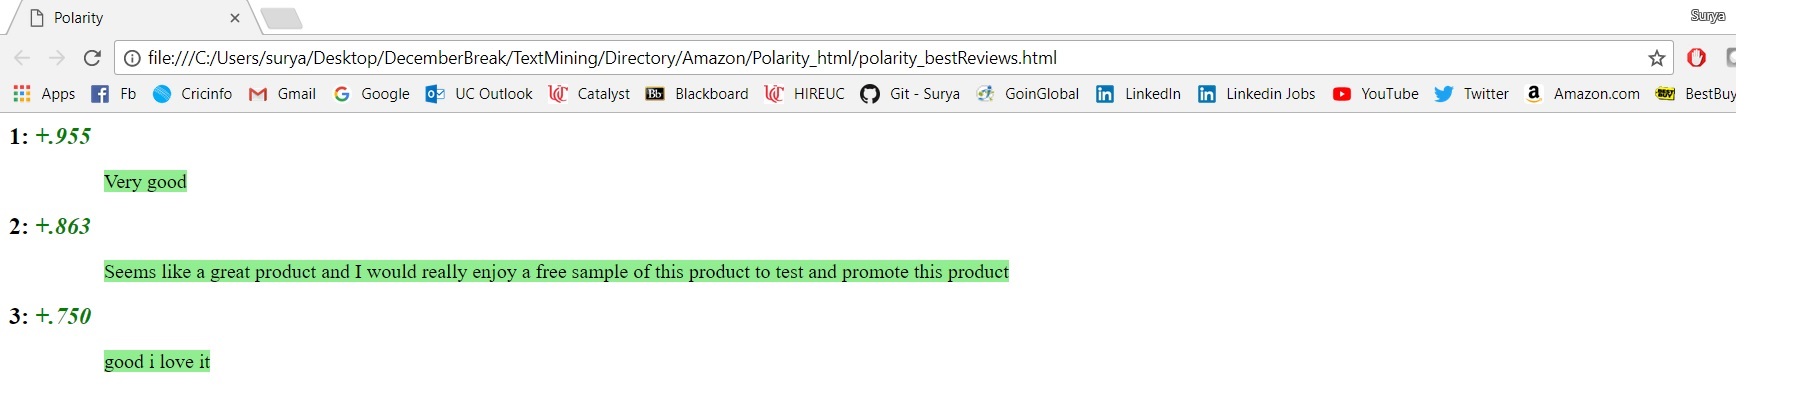 Polarity
Surya
file:///C:/Users/surya/Desktop/DecemberBreak/TextMining/Directory/Amazon/Polarity_html/polarity_bestReviews.html
Apps Fb Cricinfo Gmail Google UC Outlook Catalyst Bb Blackboard HIREUC Git - Surya GoinGlobal LinkedIn Linkedin Jobs YouTube Twitter Amazon.com BestBuy
1: +.955
Very good
2: +.863
Seems like a great product and I would really enjoy a free sample of this product to test and promote this product
3: +.750
good i love it